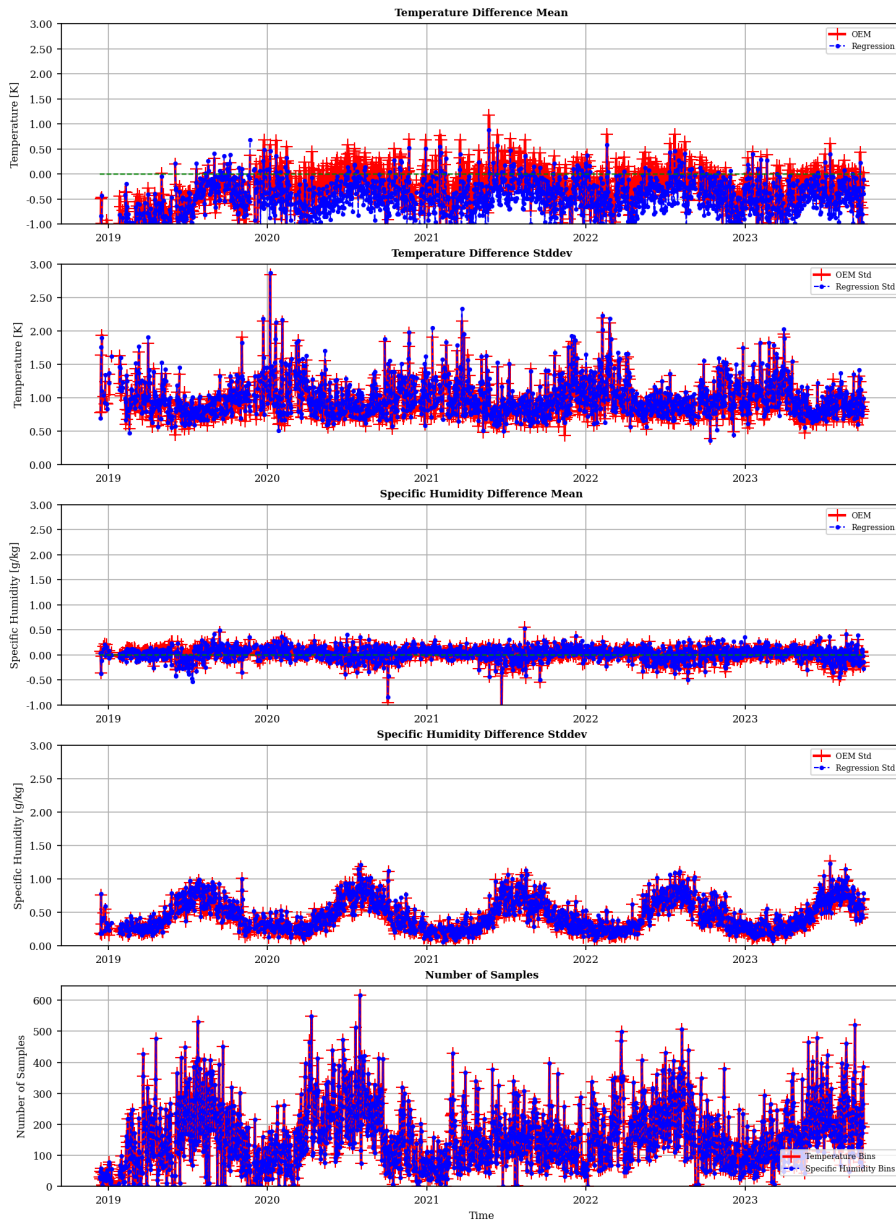 Temperature Difference Mean
Temperature [K]
3.00
2.50
2.00
1.50
1.00
0.50
0.00
-0.50
-1.00
OEM
Regression
2019 2020 2021 2022 2023
Temperature Difference Stddev
Temperature [K]
3.00
2.50
2.00
1.50
1.00
0.50
0.00
OEM Std
Regression Std
2019 2020 2021 2022 2023
Specific Humidity Difference Mean
Specific Humidity [g/kg]
3.00
2.50
2.00
1.50
1.00
0.50
0.00
-0.50
-1.00
OEM
Regression
2019 2020 2021 2022 2023
Specific Humidity Difference Stddev
Specific Humidity [g/kg]
3.00
2.50
2.00
1.50
1.00
0.50
0.00
OEM Std
Regression Std
2019 2020 2021 2022 2023
Number of Samples
Number of Samples
600
500
400
300
200
100
0
Temperature Bins
Specific Humidity Bins
2019 2020 2021 2022 2023
Time